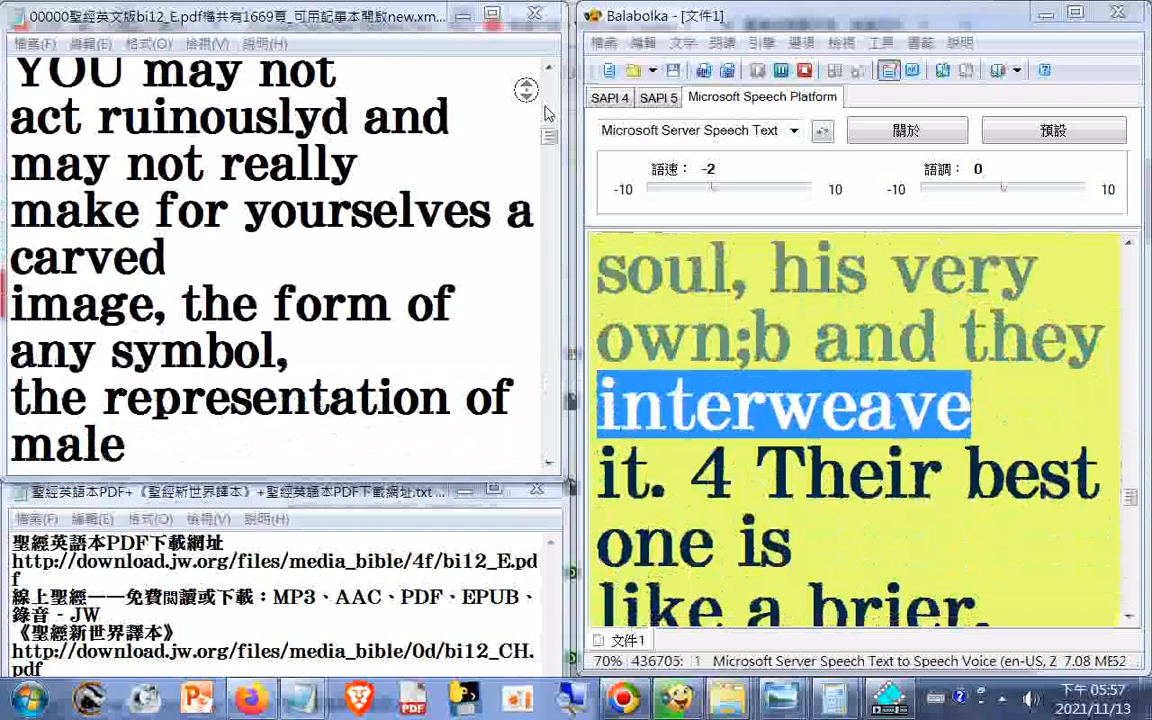 00000聖經英文版bi12_E.pdf檔共有1669頁_可用記事本開啟new.xm...
檔案(F) 編輯(E) 格式(O) 檢視(V) 說明(H)
YOU may not
act ruinouslyd and
may not really
make for yourselves a
carved
image, the form of
any symbol,
the representation of
male
聖經英語本PDF+《聖經新世界譯本》+聖經英語本PDF下載網址.txt ...
檔案(F) 編輯(E) 格式(O) 檢視(V) 說明(H)
聖經英語本PDF下載網址
http://download.jw.org/files/media_bible/4f/bi12_E.pd
f
線上聖經——免費閱讀或下載：MP3、AAC、PDF、EPUB、
錄音 - JW
《聖經新世界譯本》
http://download.jw.org/files/media_bible/0d/bi12_CH.
pdf
Balabolka - [文件1]
檔案 編輯 文字 朗讀 引擎 選項 檢視 工具 書籤 說明
SAPI 4 SAPI 5 Microsoft Speech Platform
Microsoft Server Speech Text 關於 預設
語速： -2 語調： 0
-10 10 -10 10
soul, his very
own;b and they
interweave
it. 4 Their best
one is
like a brier,
文件1
70% 436705: 1 Microsoft Server Speech Text to Speech Voice (en-US, Z 7.08 ME52
PDF
下午 05:57
2021/11/13